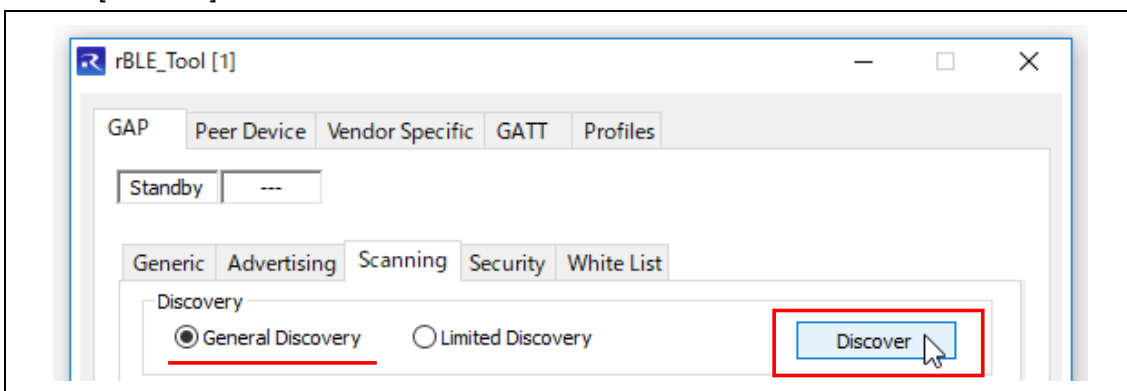 rBLE_Tool [1]
GAP Peer Device Vendor Specific GATT Profiles
Standby ---
Generic Advertising Scanning Security White List
Discovery
General Discovery Limited Discovery Discover